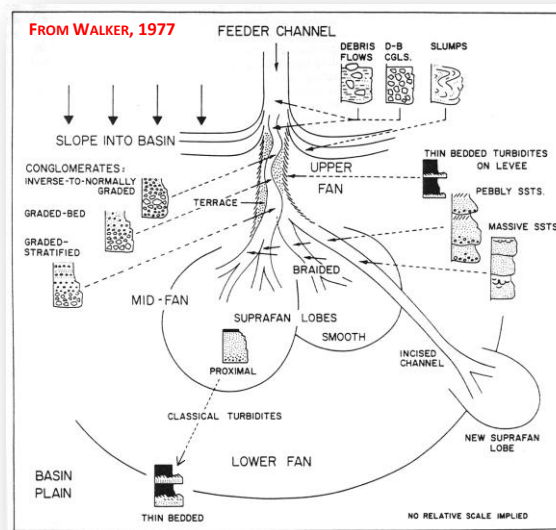 FROM WALKER, 1977
FEEDER CHANNEL
DEBRIS
FLOWS
D-B
CGLS.
SLUMPS
SLOPE INTO BASIN
THIN BEDDED TURBIDITES
ON LEVEE
CONGLOMERATES:
INVERSE-TO-NORMALLY
GRADED
UPPER
FAN
PEBBLY SSTS.
GRADED-BED
TERRACE
MASSIVE SSTS.
GRADED-
STRATIFIED
BRAIDED
MID-FAN
SUPRAFAN LOBES
SMOOTH
PROXIMAL
INCISED
CHANNEL
CLASSICAL TURBIDITES
NEW SUPRAFAN
LOBE
LOWER FAN
BASIN
PLAIN
THIN BEDDED
NO RELATIVE SCALE IMPLIED